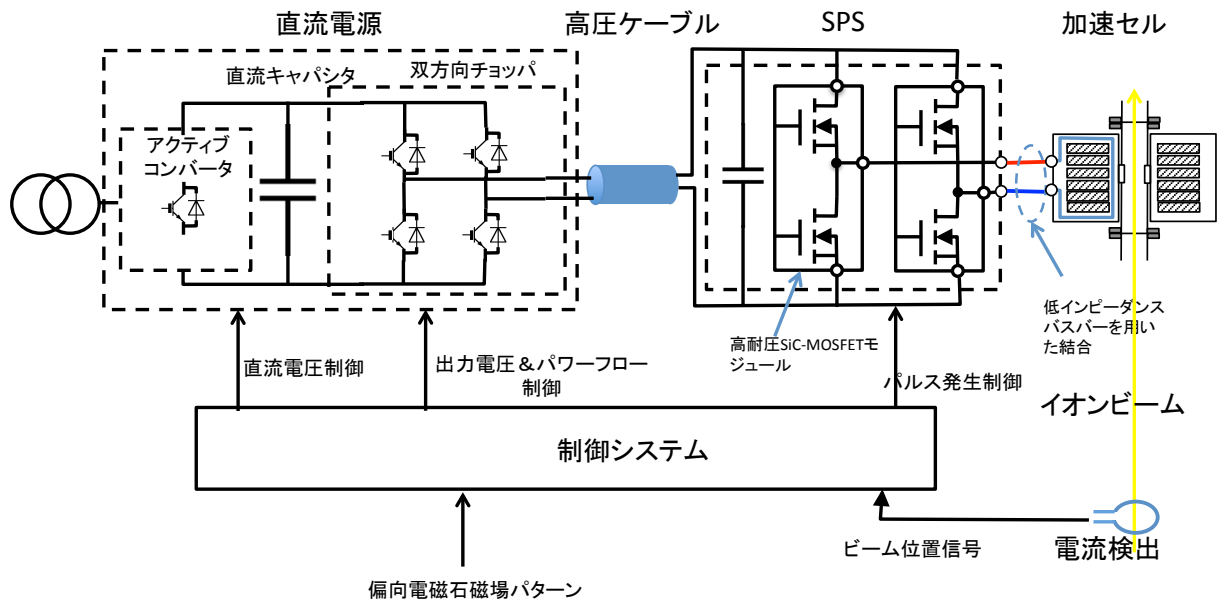 直流電源
高圧ケーブル
SPS
加速セル
直流キャパシタ
双方向チョッパ
アクティブ
コンバータ
直流電圧制御
出力電圧＆パワーフロー
制御
高耐圧SiC-MOSFETモ
ジュール
低インピーダンス
バスバーを用い
た結合
パルス発生制御
イオンビーム
制御システム
ビーム位置信号
電流検出
偏向電磁石磁場パターン